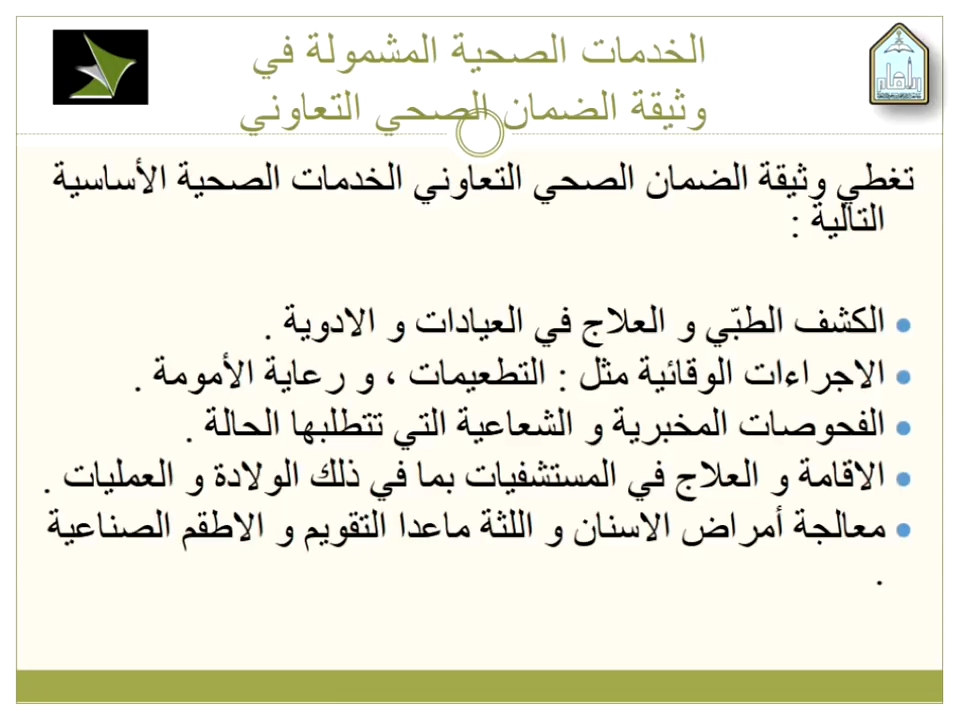 الخدمات الصحية المشمولة في
وثيقة الضمان الصحي التعاوني
تغطي وثيقة الضمان الصحي التعاوني الخدمات الصحية الأساسية
التالية :
• الكشف الطبّي و العلاج في العيادات و الادوية .
• الاجراءات الوقائية مثل : التطعيمات ، و رعاية الأمومة .
• الفحوصات المخبرية و الشعاعية التي تتطلبها الحالة .
• الاقامة و العلاج في المستشفيات بما في ذلك الولادة و العمليات .
• معالجة أمراض الاسنان و اللثة ماعدا التقويم و الاطقم الصناعية
.